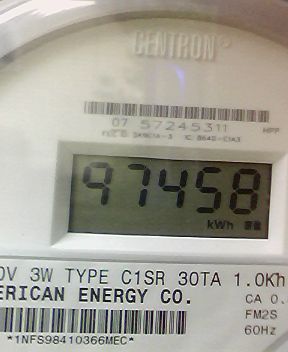 CENTRON®
07 57245311
HPP
97458
kWh
0V 3W TYPE C1SR 30TA 1.0Kh
ERICAN ENERGY CO.
CA 0.
FM2S
60Hz
*1NFS98410366MEC*